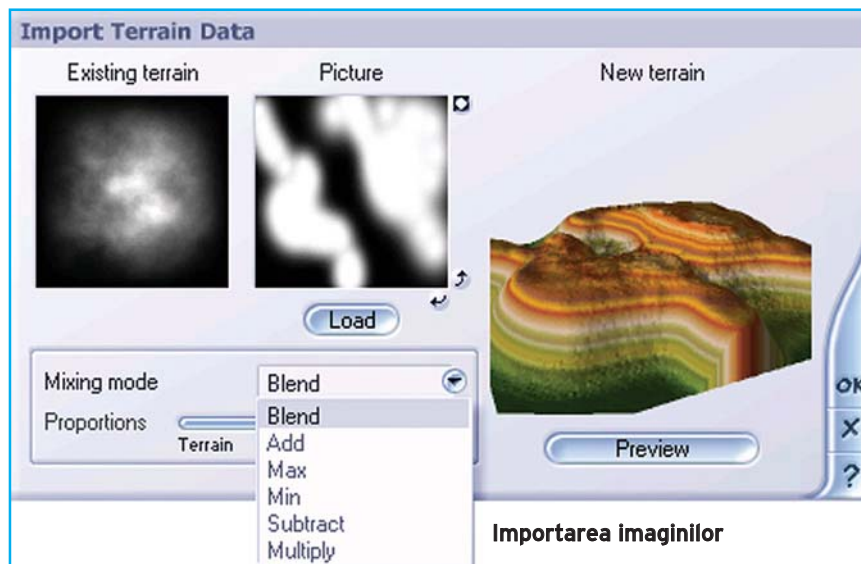 Import Terrain Data
Existing terrain
Picture
New terrain
Load
Mixing mode
Blend
Proportions
Terrain
Blend
Add
Max
Min
Subtract
Multiply
Preview
OK
X
?
Importarea imaginilor